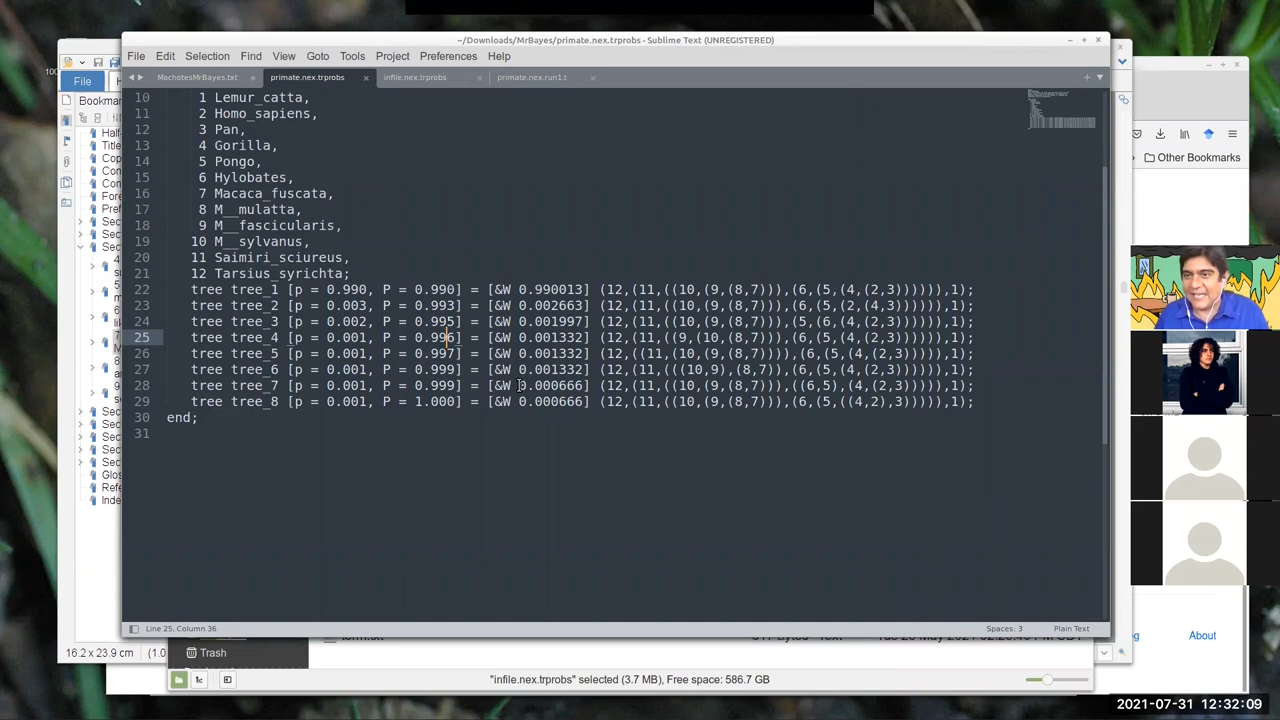 ~/Downloads/MrBayes/primate.nex.trprobs - Sublime Text (UNREGISTERED)
File Edit Selection Find View Goto Tools Project Preferences Help
MachotesMrBayes.txt primate.nex.trprobs infile.nex.trprobs primate.nex.run1.t
10 1 Lemur_catta,
11 2 Homo_sapiens,
12 3 Pan,
13 4 Gorilla,
14 5 Pongo,
15 6 Hylobates,
16 7 Macaca_fuscata,
17 8 M__mulatta,
18 9 M__fascicularis,
19 10 M__sylvanus,
20 11 Saimiri_sciureus,
21 12 Tarsius_syrichta;
22 tree tree_1 [p = 0.990, P = 0.990] = [&W 0.990013] (12,(11,((10,(9,(8,7))),(6,(5,(4,(2,3)))))),1);
23 tree tree_2 [p = 0.003, P = 0.993] = [&W 0.002663] (12,(11,((10,(9,(8,7))),(6,(5,(2,(4,3)))))),1);
24 tree tree_3 [p = 0.002, P = 0.995] = [&W 0.001997] (12,(11,((10,(9,(8,7))),(5,(6,(4,(2,3)))))),1);
25 tree tree_4 [p = 0.001, P = 0.996] = [&W 0.001332] (12,(11,((9,(10,(8,7))),(6,(5,(4,(2,3)))))),1);
26 tree tree_5 [p = 0.001, P = 0.997] = [&W 0.001332] (12,((11,(10,(9,(8,7)))),(6,(5,(4,(2,3))))),1);
27 tree tree_6 [p = 0.001, P = 0.999] = [&W 0.001332] (12,(11,(((10,9),(8,7)),(6,(5,(4,(2,3)))))),1);
28 tree tree_7 [p = 0.001, P = 0.999] = [&W 0.000666] (12,(11,((10,(9,(8,7))),((6,5),(4,(2,3))))),1);
29 tree tree_8 [p = 0.001, P = 1.000] = [&W 0.000666] (12,(11,((10,(9,(8,7))),(6,(5,((4,2),3))))),1);
30 end;
31
Line 25, Column 36 Spaces: 3 Plain Text
File
Other Bookmarks
16.2 x 23.9 cm
Trash
"infile.nex.trprobs" selected (3.7 MB), Free space: 586.7 GB
Us
2021-07-31 12:32:09